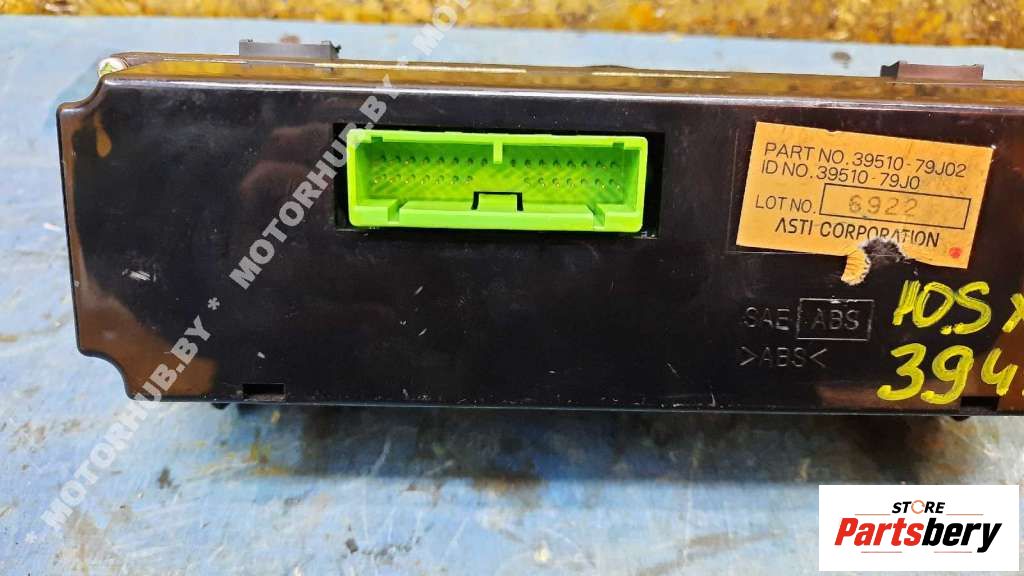 PART NO. 39510-79J02
ID NO. 39510-79J0
LOT NO. 6922
ASTI CORPORATION
SAE ABS
>ABS<
394
* MOTORHUB.BY * MOTORHUB.BY * MOTORHUB.BY *
STORE
Partsbery